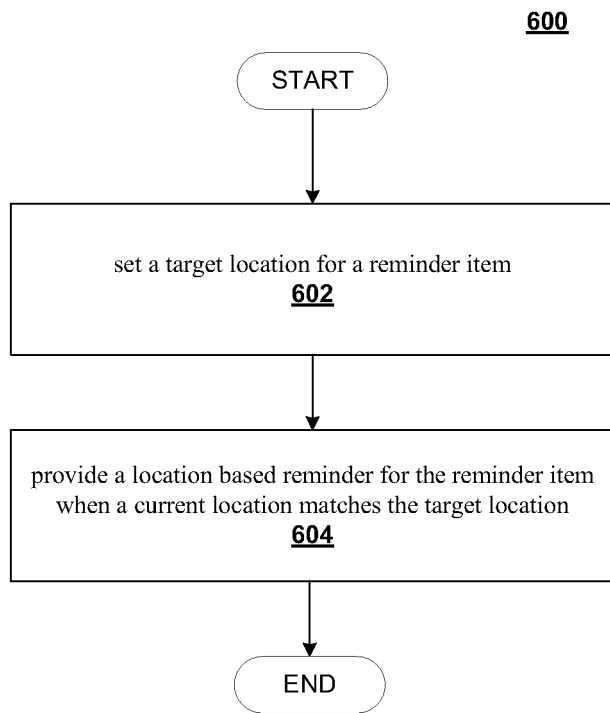 600
START
set a target location for a reminder item
602
provide a location based reminder for the reminder item
when a current location matches the target location
604
END